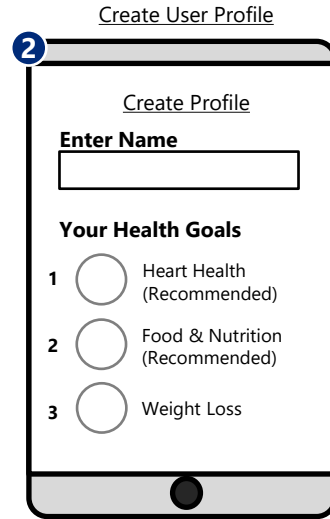 Create User Profile
2
Create Profile
Enter Name
Your Health Goals
1 Heart Health
(Recommended)
2 Food & Nutrition
(Recommended)
3 Weight Loss